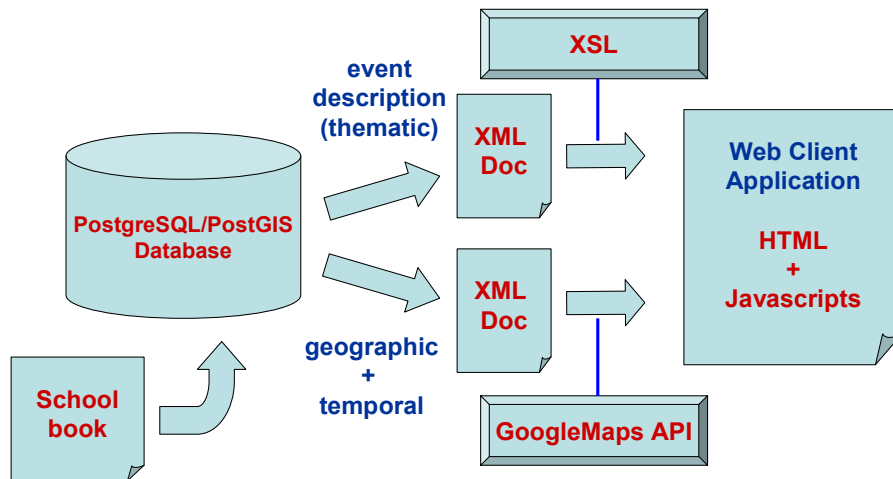 XSL
event
description
(thematic)
XML
Doc
Web Client
Application
HTML
+
Javascripts
PostgreSQL/PostGIS
Database
XML
Doc
geographic
+
temporal
School
book
GoogleMaps API